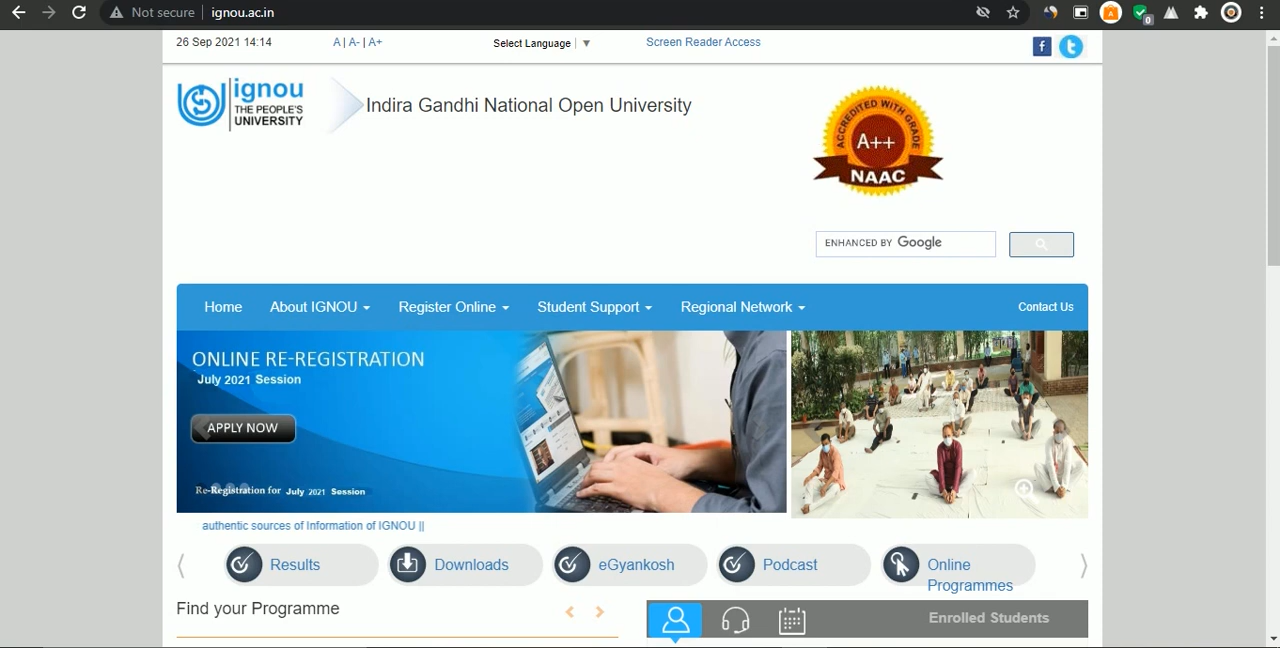 Not secure | ignou.ac.in
0
26 Sep 2021 14:14 A | A- | A+ Select Language ▼ Screen Reader Access
ignou
THE PEOPLE'S
UNIVERSITY
Indira Gandhi National Open University
ACCREDITED WITH GRADE
A++
NAAC
ENHANCED BY Google
Home About IGNOU Register Online Student Support Regional Network Contact Us
ONLINE RE-REGISTRATION
July 2021 Session
APPLY NOW
Re-Registration for July 2021 Session
authentic sources of Information of IGNOU ||
Results Downloads eGyankosh Podcast Online
Programmes
Find your Programme
Enrolled Students